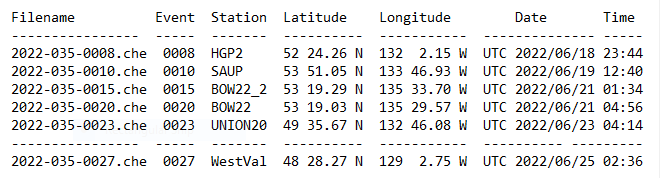 Filename          Event  Station  Latitude    Longitude      Date       Time
----------------  -----  -------  ----------  -----------  -------------- -----
2022-035-0008.che  0008  HGP2     52 24.26 N  132  2.15 W  UTC 2022/06/18 23:44
2022-035-0010.che  0010  SAUP     53 51.05 N  133 46.93 W  UTC 2022/06/19 12:40
2022-035-0015.che  0015  BOW22_2  53 19.29 N  135 33.70 W  UTC 2022/06/21 01:34
2022-035-0020.che  0020  BOW22    53 19.03 N  135 29.57 W  UTC 2022/06/21 04:56
2022-035-0023.che  0023  UNION20  49 35.67 N  132 46.08 W  UTC 2022/06/23 04:14
----------------  -----  -------  ----------  -----------  -------------- -----
2022-035-0027.che  0027  WestVal  48 28.27 N  129  2.75 W  UTC 2022/06/25 02:36